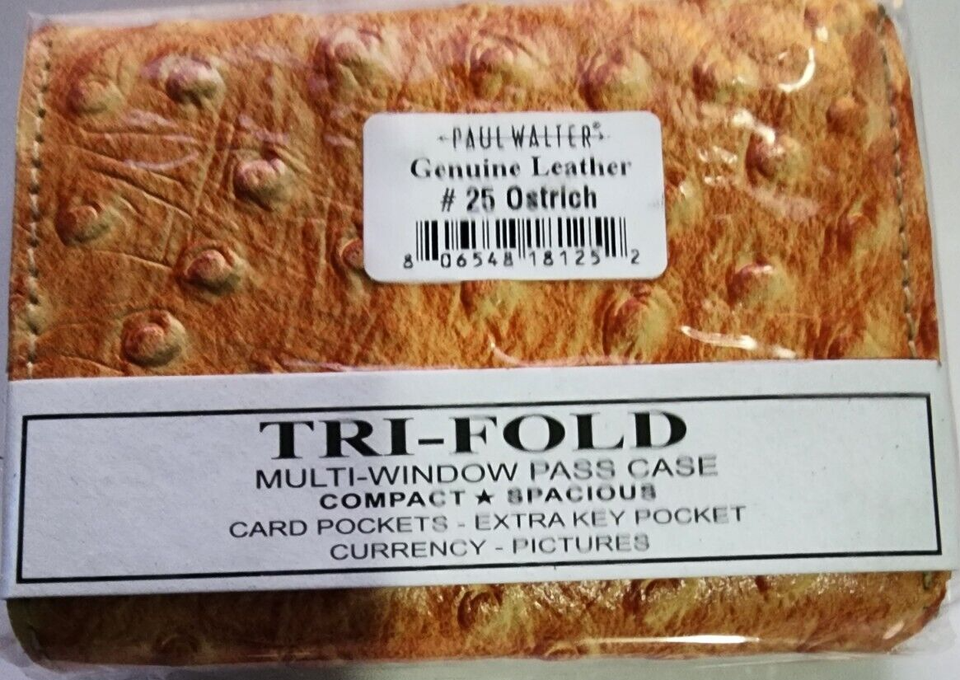 PAUL WALTER®
Genuine Leather
# 25 Ostrich
8 06548 18125 2
TRI-FOLD
MULTI-WINDOW PASS CASE
COMPACT ★ SPACIOUS
CARD POCKETS - EXTRA KEY POCKET
CURRENCY - PICTURES